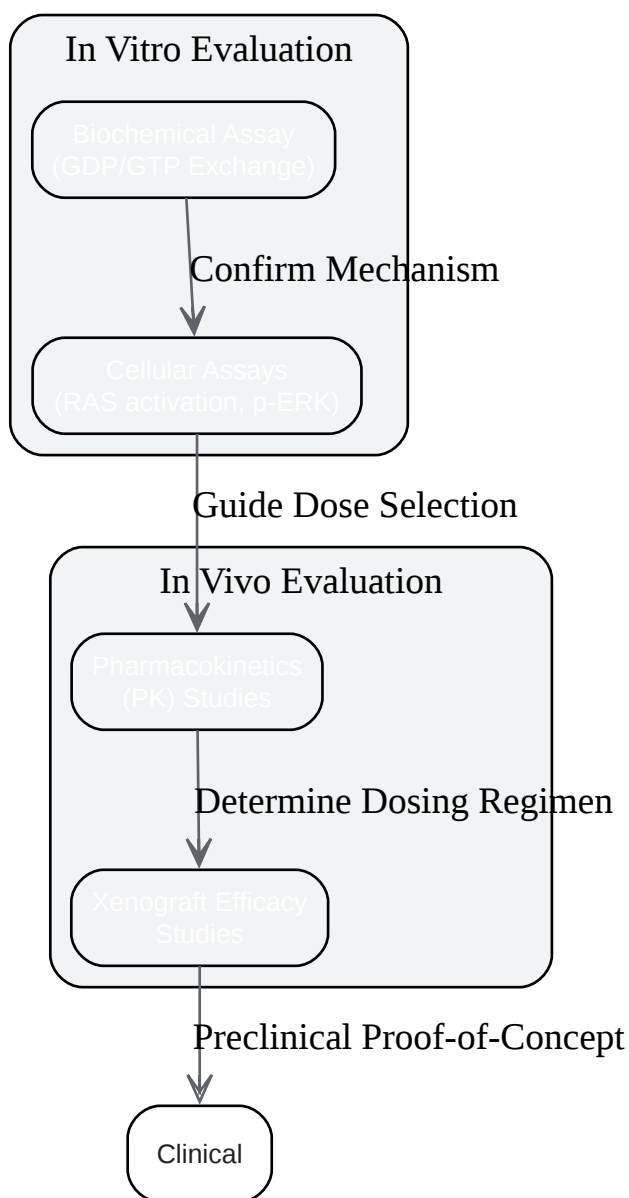 In Vitro Evaluation
Biochemical Assay
(GDP/GTP Exchange)
Confirm Mechanism
Cellular Assays
(RAS activation, p-ERK)
Guide Dose Selection
In Vivo Evaluation
Pharmacokinetics
(PK) Studies
Determine Dosing Regimen
Xenograft Efficacy
Studies
Preclinical Proof-of-Concept
Clinical